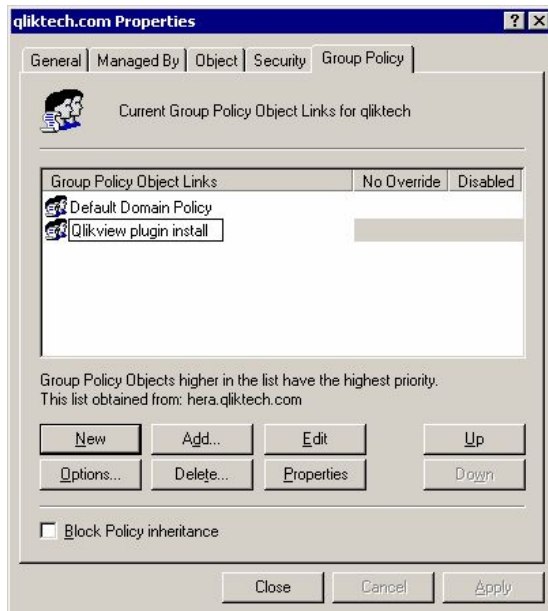 qliktech.com Properties
? X
General Managed By Object Security Group Policy
Current Group Policy Object Links for qliktech
Group Policy Object Links No Override Disabled
Default Domain Policy
Qlikview plugin install
Group Policy Objects higher in the list have the highest priority.
This list obtained from: hera.qliktech.com
New Add... Edit Up
Options... Delete... Properties Down
Block Policy inheritance
Close Cancel Apply